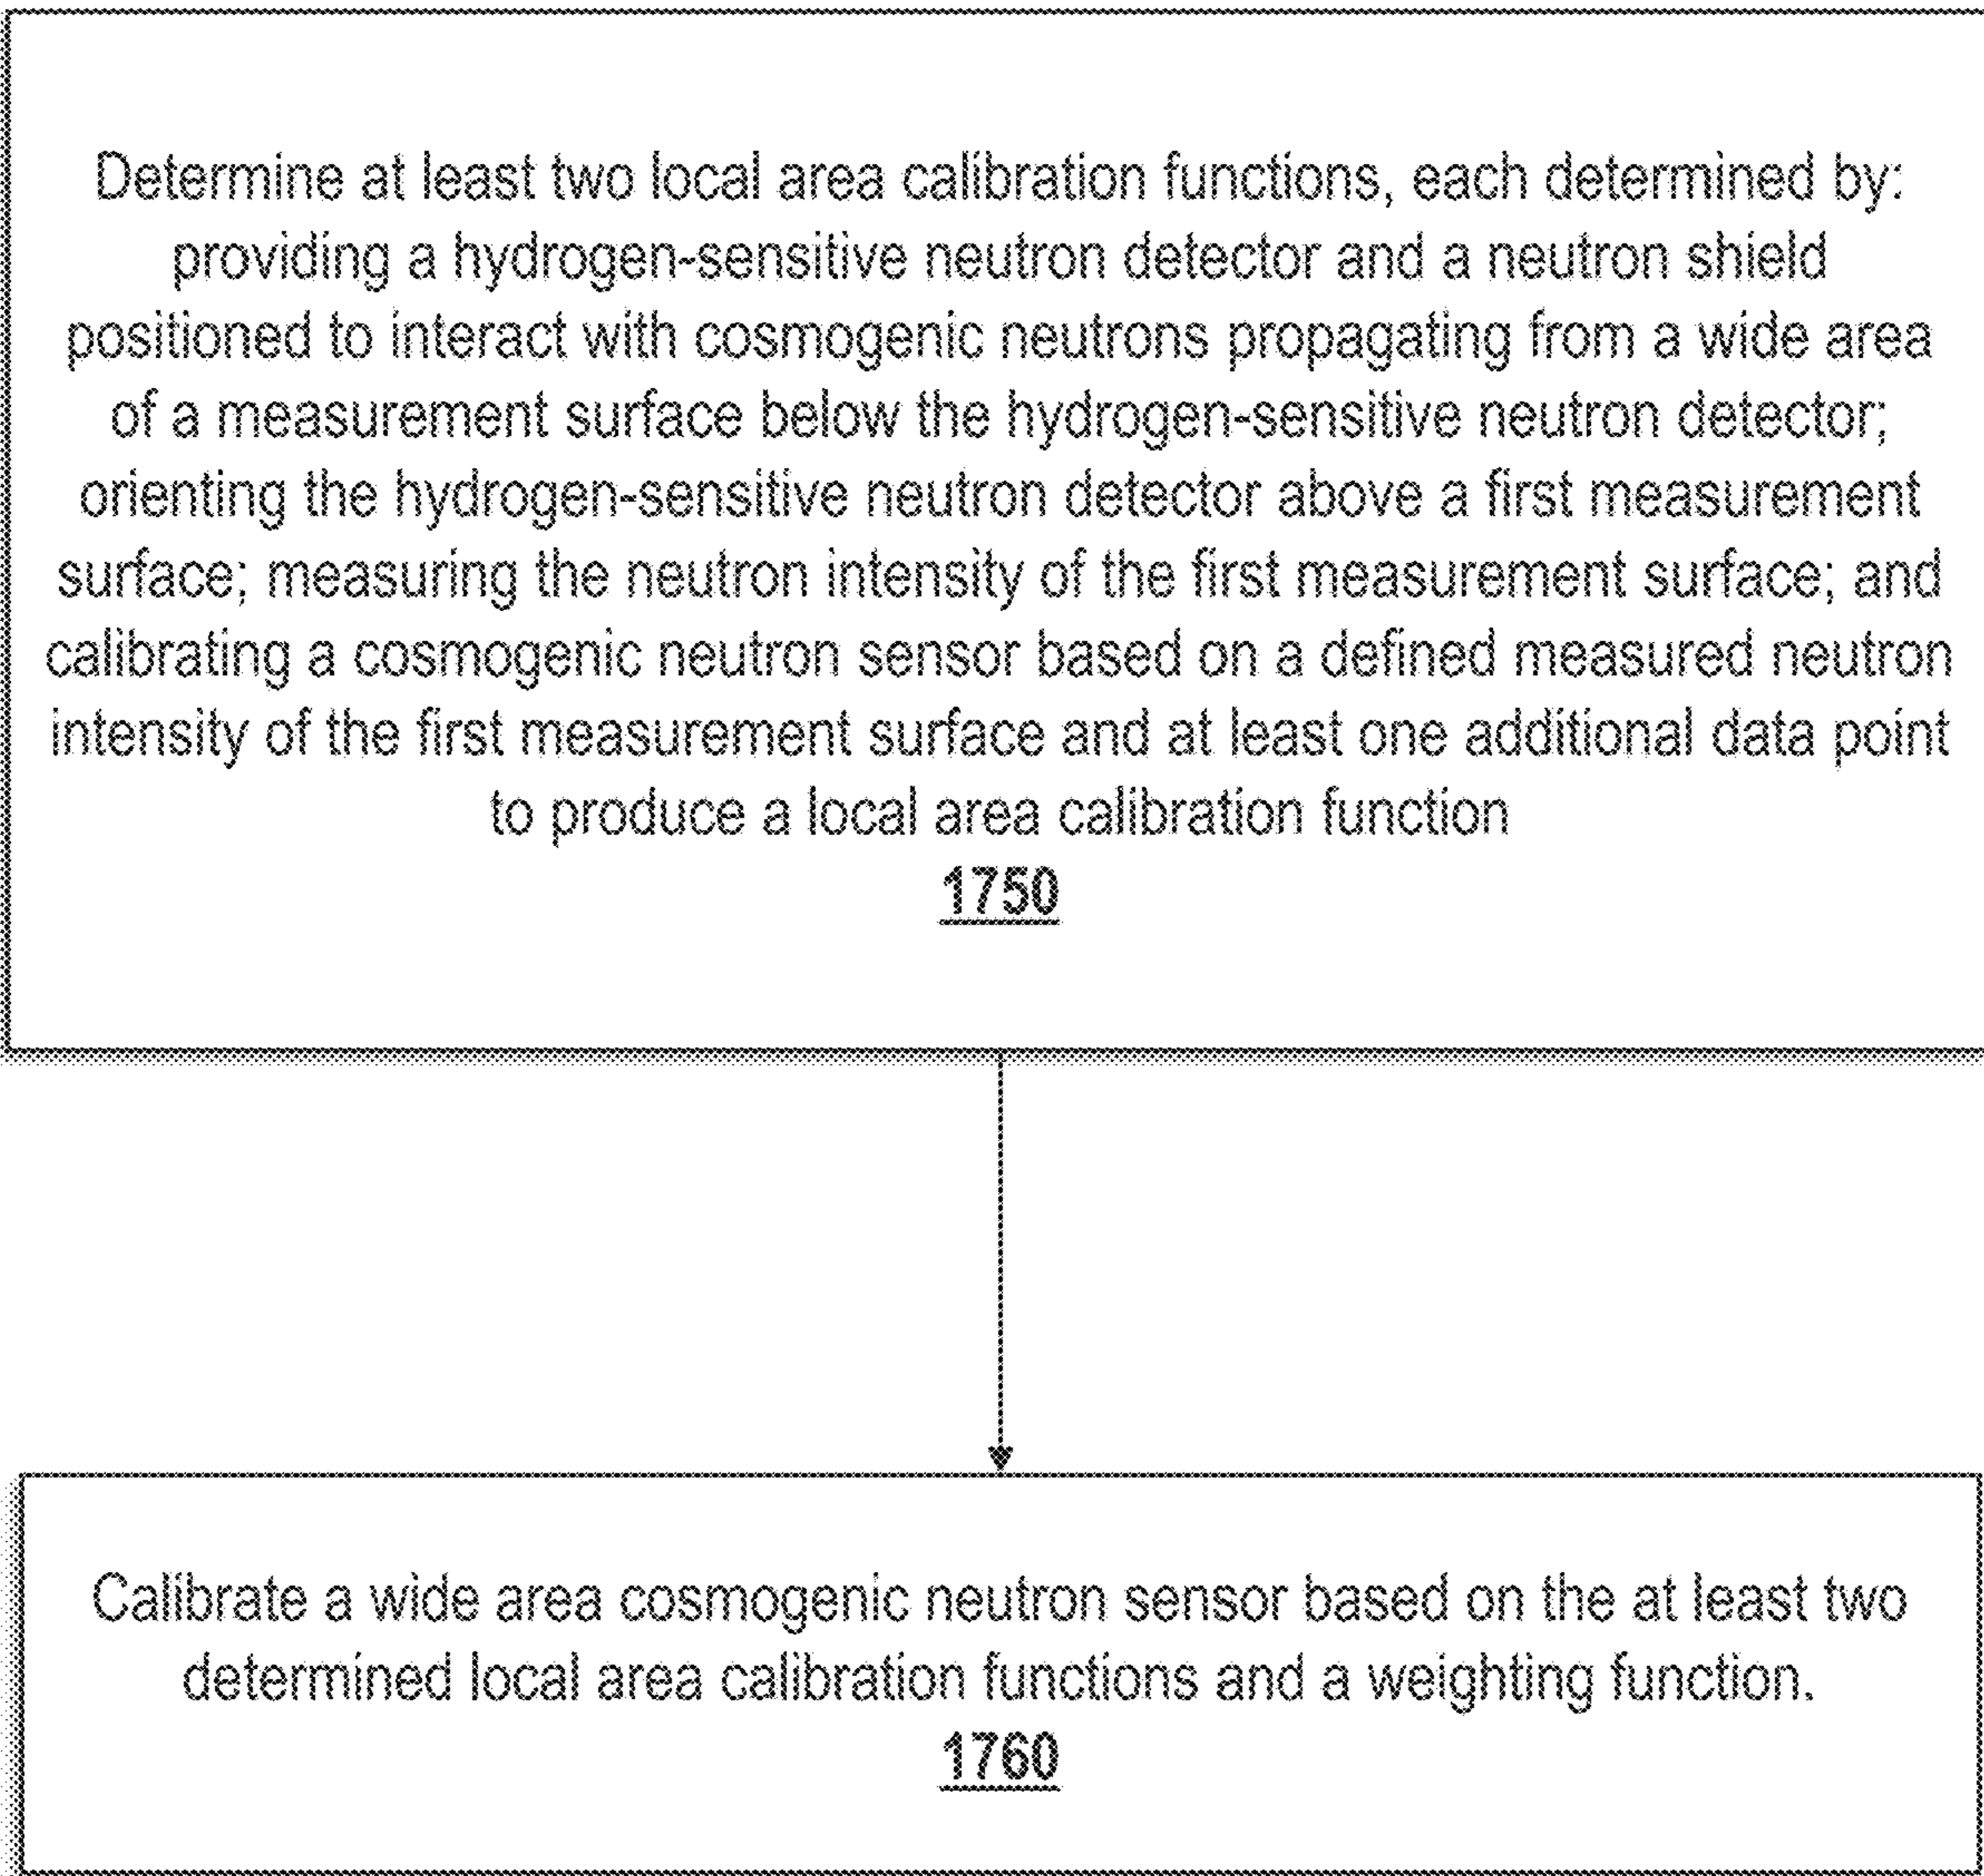 Determine at least two local area calibration functions, each determined by:
providing a hydrogen-sensitive neutron detector and a neutron shield
positioned to interact with cosmogenic neutrons propagating from a wide area
of a measurement surface below the hydrogen-sensitive neutron detector;
orienting the hydrogen-sensitive neutron detector above a first measurement
surface; measuring the neutron intensity of the first measurement surface; and
calibrating a cosmogenic neutron sensor based on a defined measured neutron
intensity of the first measurement surface and at least one additional data point
to produce a local area calibration function
1750
Calibrate a wide area cosmogenic neutron sensor based on the at least two
determined local area calibration functions and a weighting function.
1760